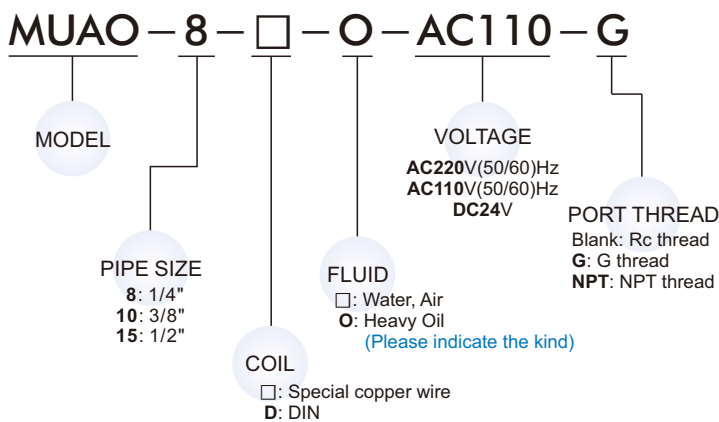 MUAO－8－□－O－AC110－G
MODEL
PIPE SIZE
8: 1/4"
10: 3/8"
15: 1/2"
COIL
□: Special copper wire
D: DIN
FLUID
□: Water, Air
O: Heavy Oil
(Please indicate the kind)
VOLTAGE
AC220V(50/60)Hz
AC110V(50/60)Hz
DC24V
PORT THREAD
Blank: Rc thread
G: G thread
NPT: NPT thread